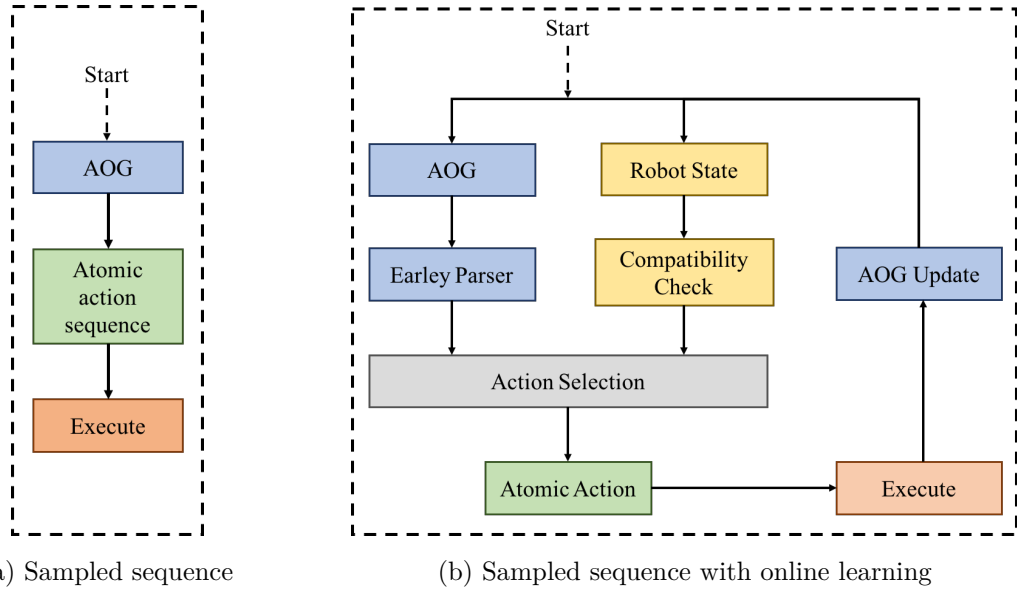 Start
AOG
Atomic
action
sequence
Execute
Start
AOG
Robot State
Earley Parser
Compatibility
Check
AOG Update
Action Selection
Atomic Action
Execute
) Sampled sequence
(b) Sampled sequence with online learning